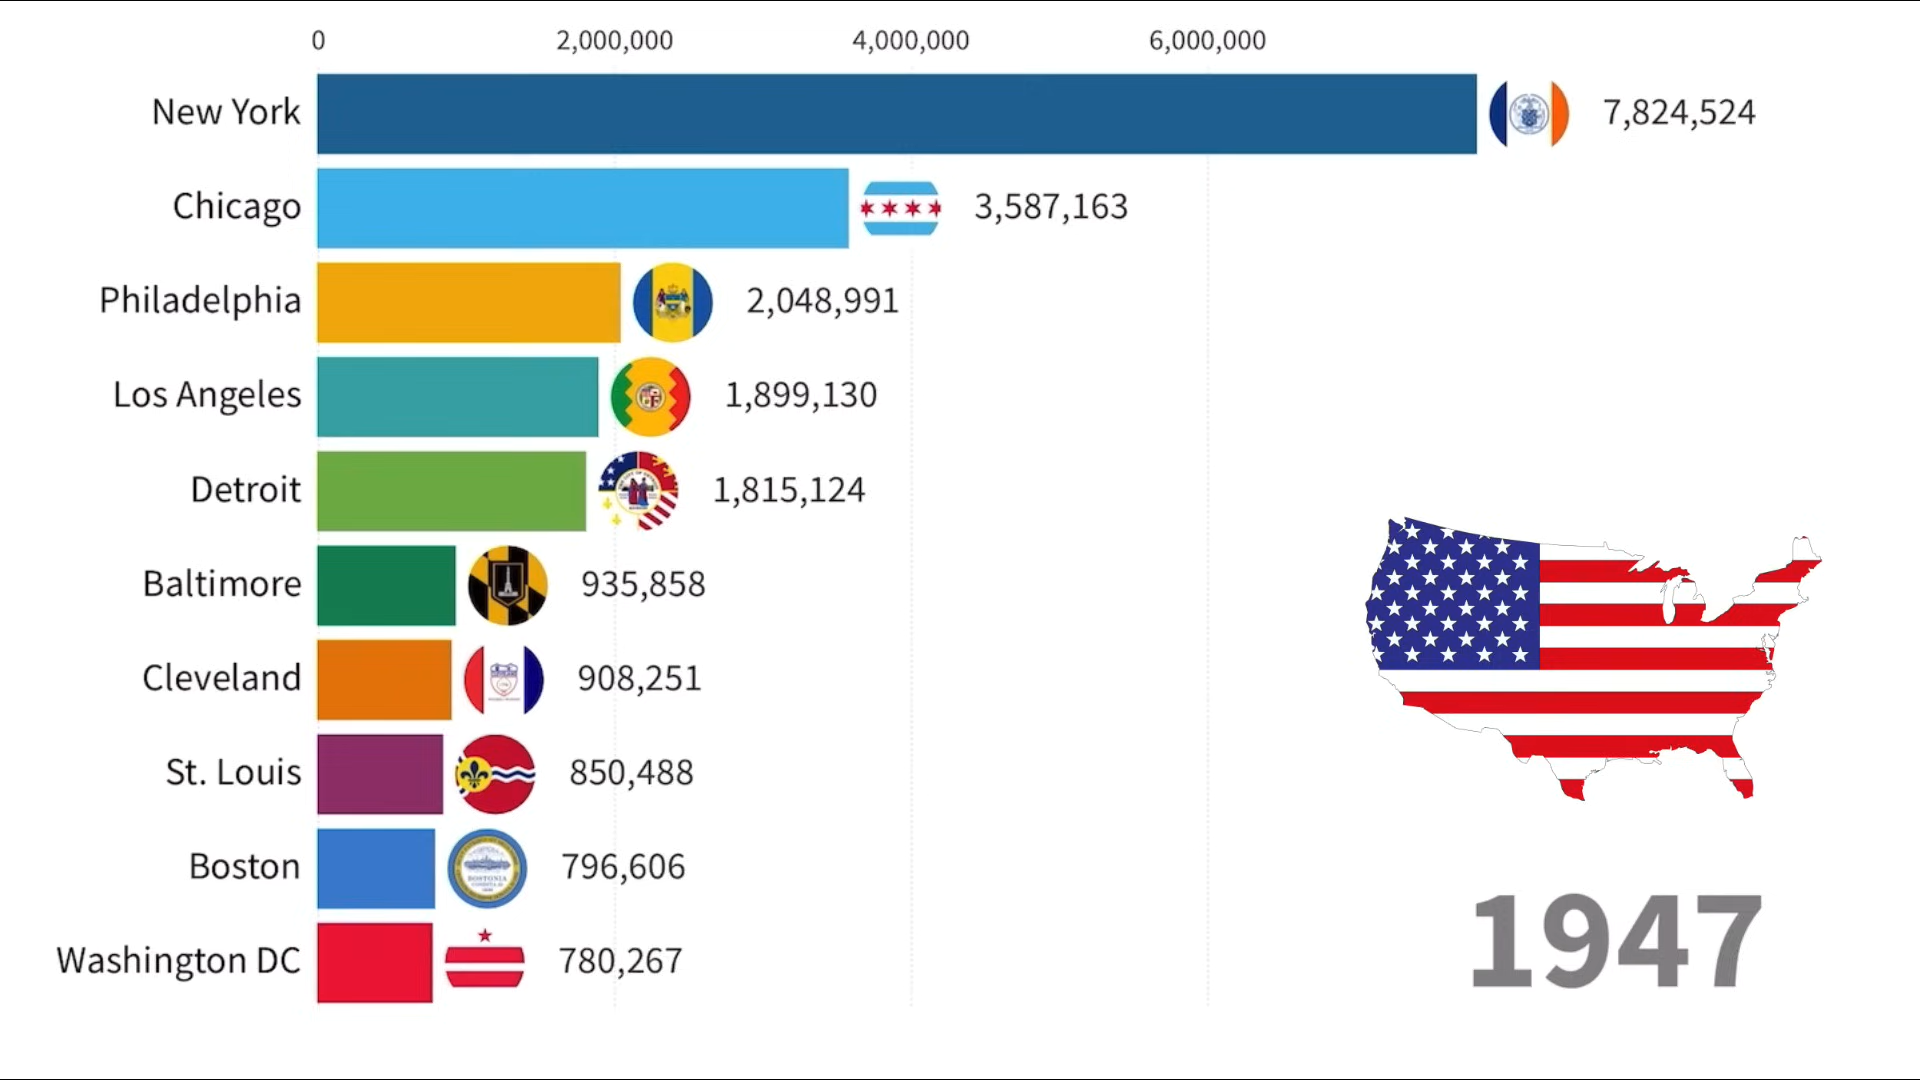 0 2,000,000 4,000,000 6,000,000
New York 7,824,524
Chicago 3,587,163
Philadelphia 2,048,991
Los Angeles 1,899,130
Detroit 1,815,124
Baltimore 935,858
Cleveland 908,251
St. Louis 850,488
Boston BOSTONIA 796,606
Washington DC 780,267
1947